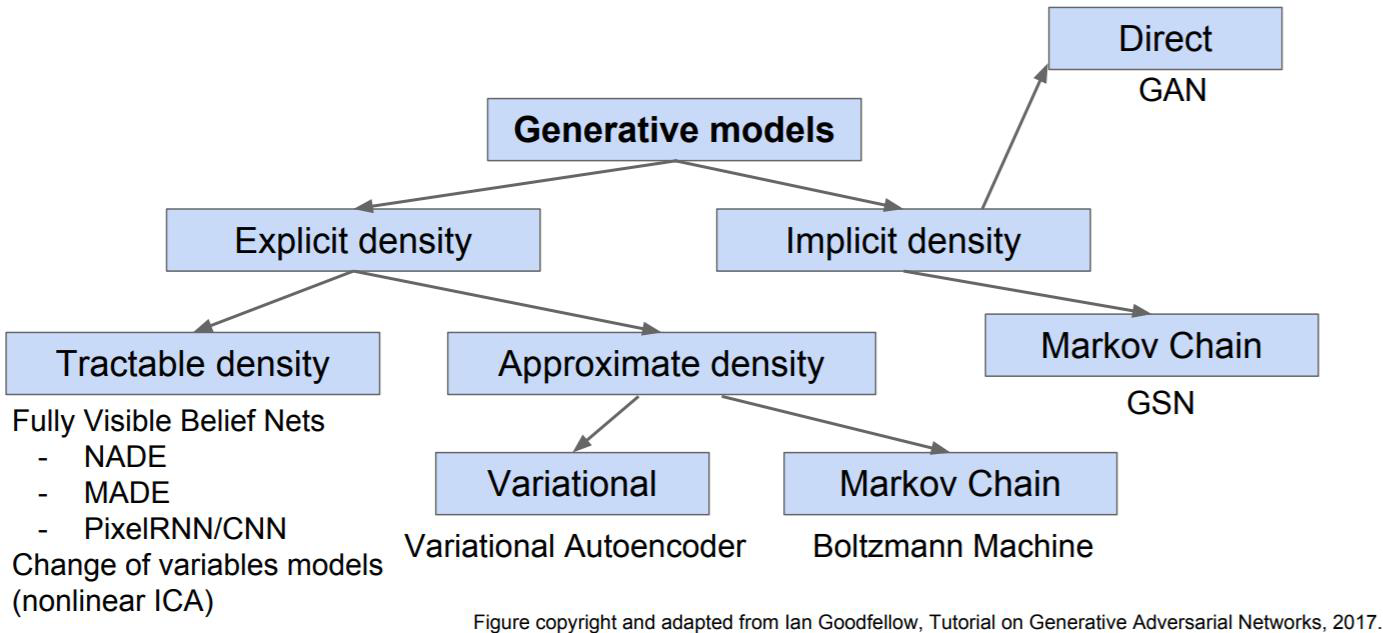 Direct
GAN
Generative models
Explicit density
Implicit density
Tractable density
Approximate density
Markov Chain
GSN
Fully Visible Belief Nets
- NADE
- MADE
- PixelRNN/CNN
Change of variables models
(nonlinear ICA)
Variational
Markov Chain
Variational Autoencoder
Boltzmann Machine
Figure copyright and adapted from Ian Goodfellow, Tutorial on Generative Adversarial Networks, 2017.